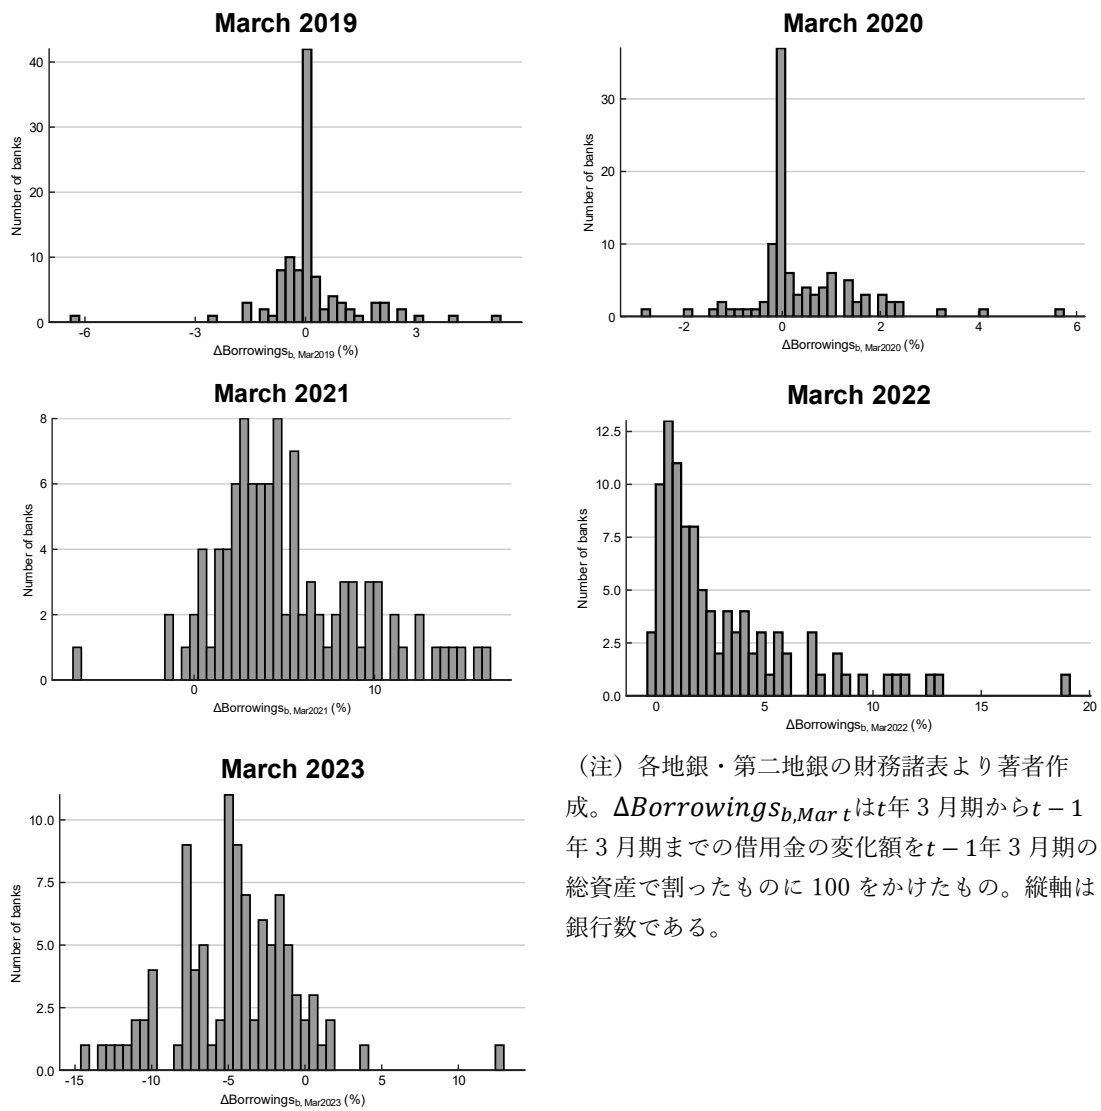 March 2019
Number of banks
40
30
20
10
0
-6
-3
0
3
ΔBorrowings_b, Mar2019 (%)
March 2020
Number of banks
30
20
10
0
-2
0
2
4
6
ΔBorrowings_b, Mar2020 (%)
March 2021
Number of banks
8
6
4
2
0
0
10
ΔBorrowings_b, Mar2021 (%)
March 2022
Number of banks
12.5
10.0
7.5
5.0
2.5
0.0
0
5
10
15
20
ΔBorrowings_b, Mar2022 (%)
March 2023
Number of banks
10.0
7.5
5.0
2.5
0.0
-15
-10
-5
0
5
10
ΔBorrowings_b, Mar2023 (%)
（注）各地銀・第二地銀の財務諸表より著者作
成。ΔBorrowings_b,Mar tはt年 3 月期からt − 1
年 3 月期までの借用金の変化額をt − 1年 3 月期の
総資産で割ったものに 100 をかけたもの。縦軸は
銀行数である。